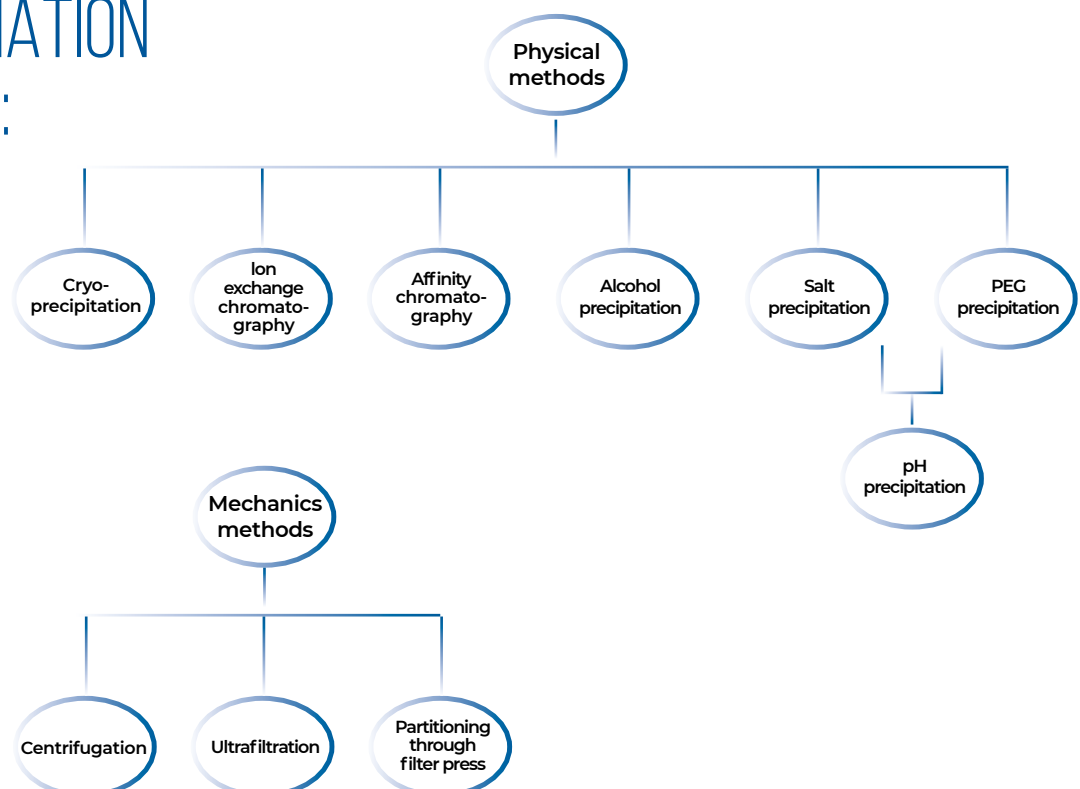 :
Physical
methods
Cryo-
precipitation
Ion
exchange
chromato-
graphy
Affinity
chromato-
graphy
Alcohol
precipitation
Salt
precipitation
PEG
precipitation
pH
precipitation
Mechanics
methods
Centrifugation
Ultrafiltration
Partitioning
through
filter press